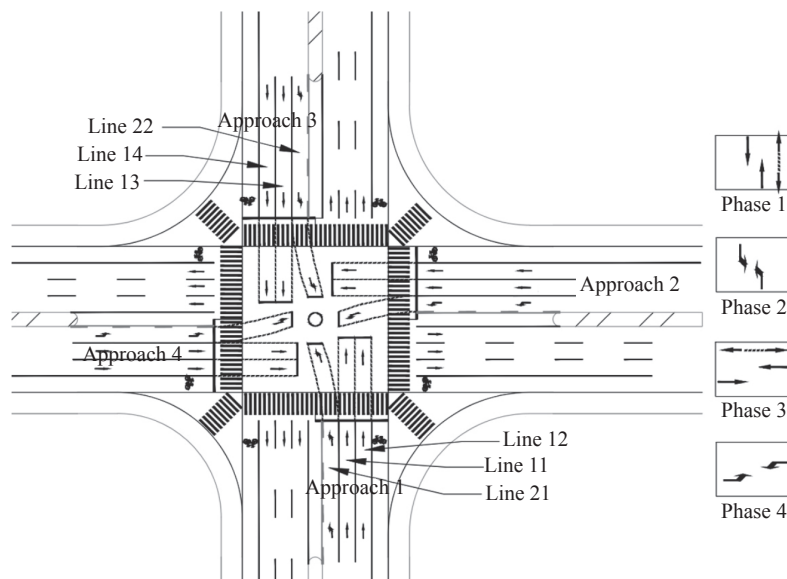 Line 22
Approach 3
Line 14
Line 13
Approach 2
Approach 4
Line 12
Line 11
Approach 1
Line 21
Phase 1
Phase 2
Phase 3
Phase 4